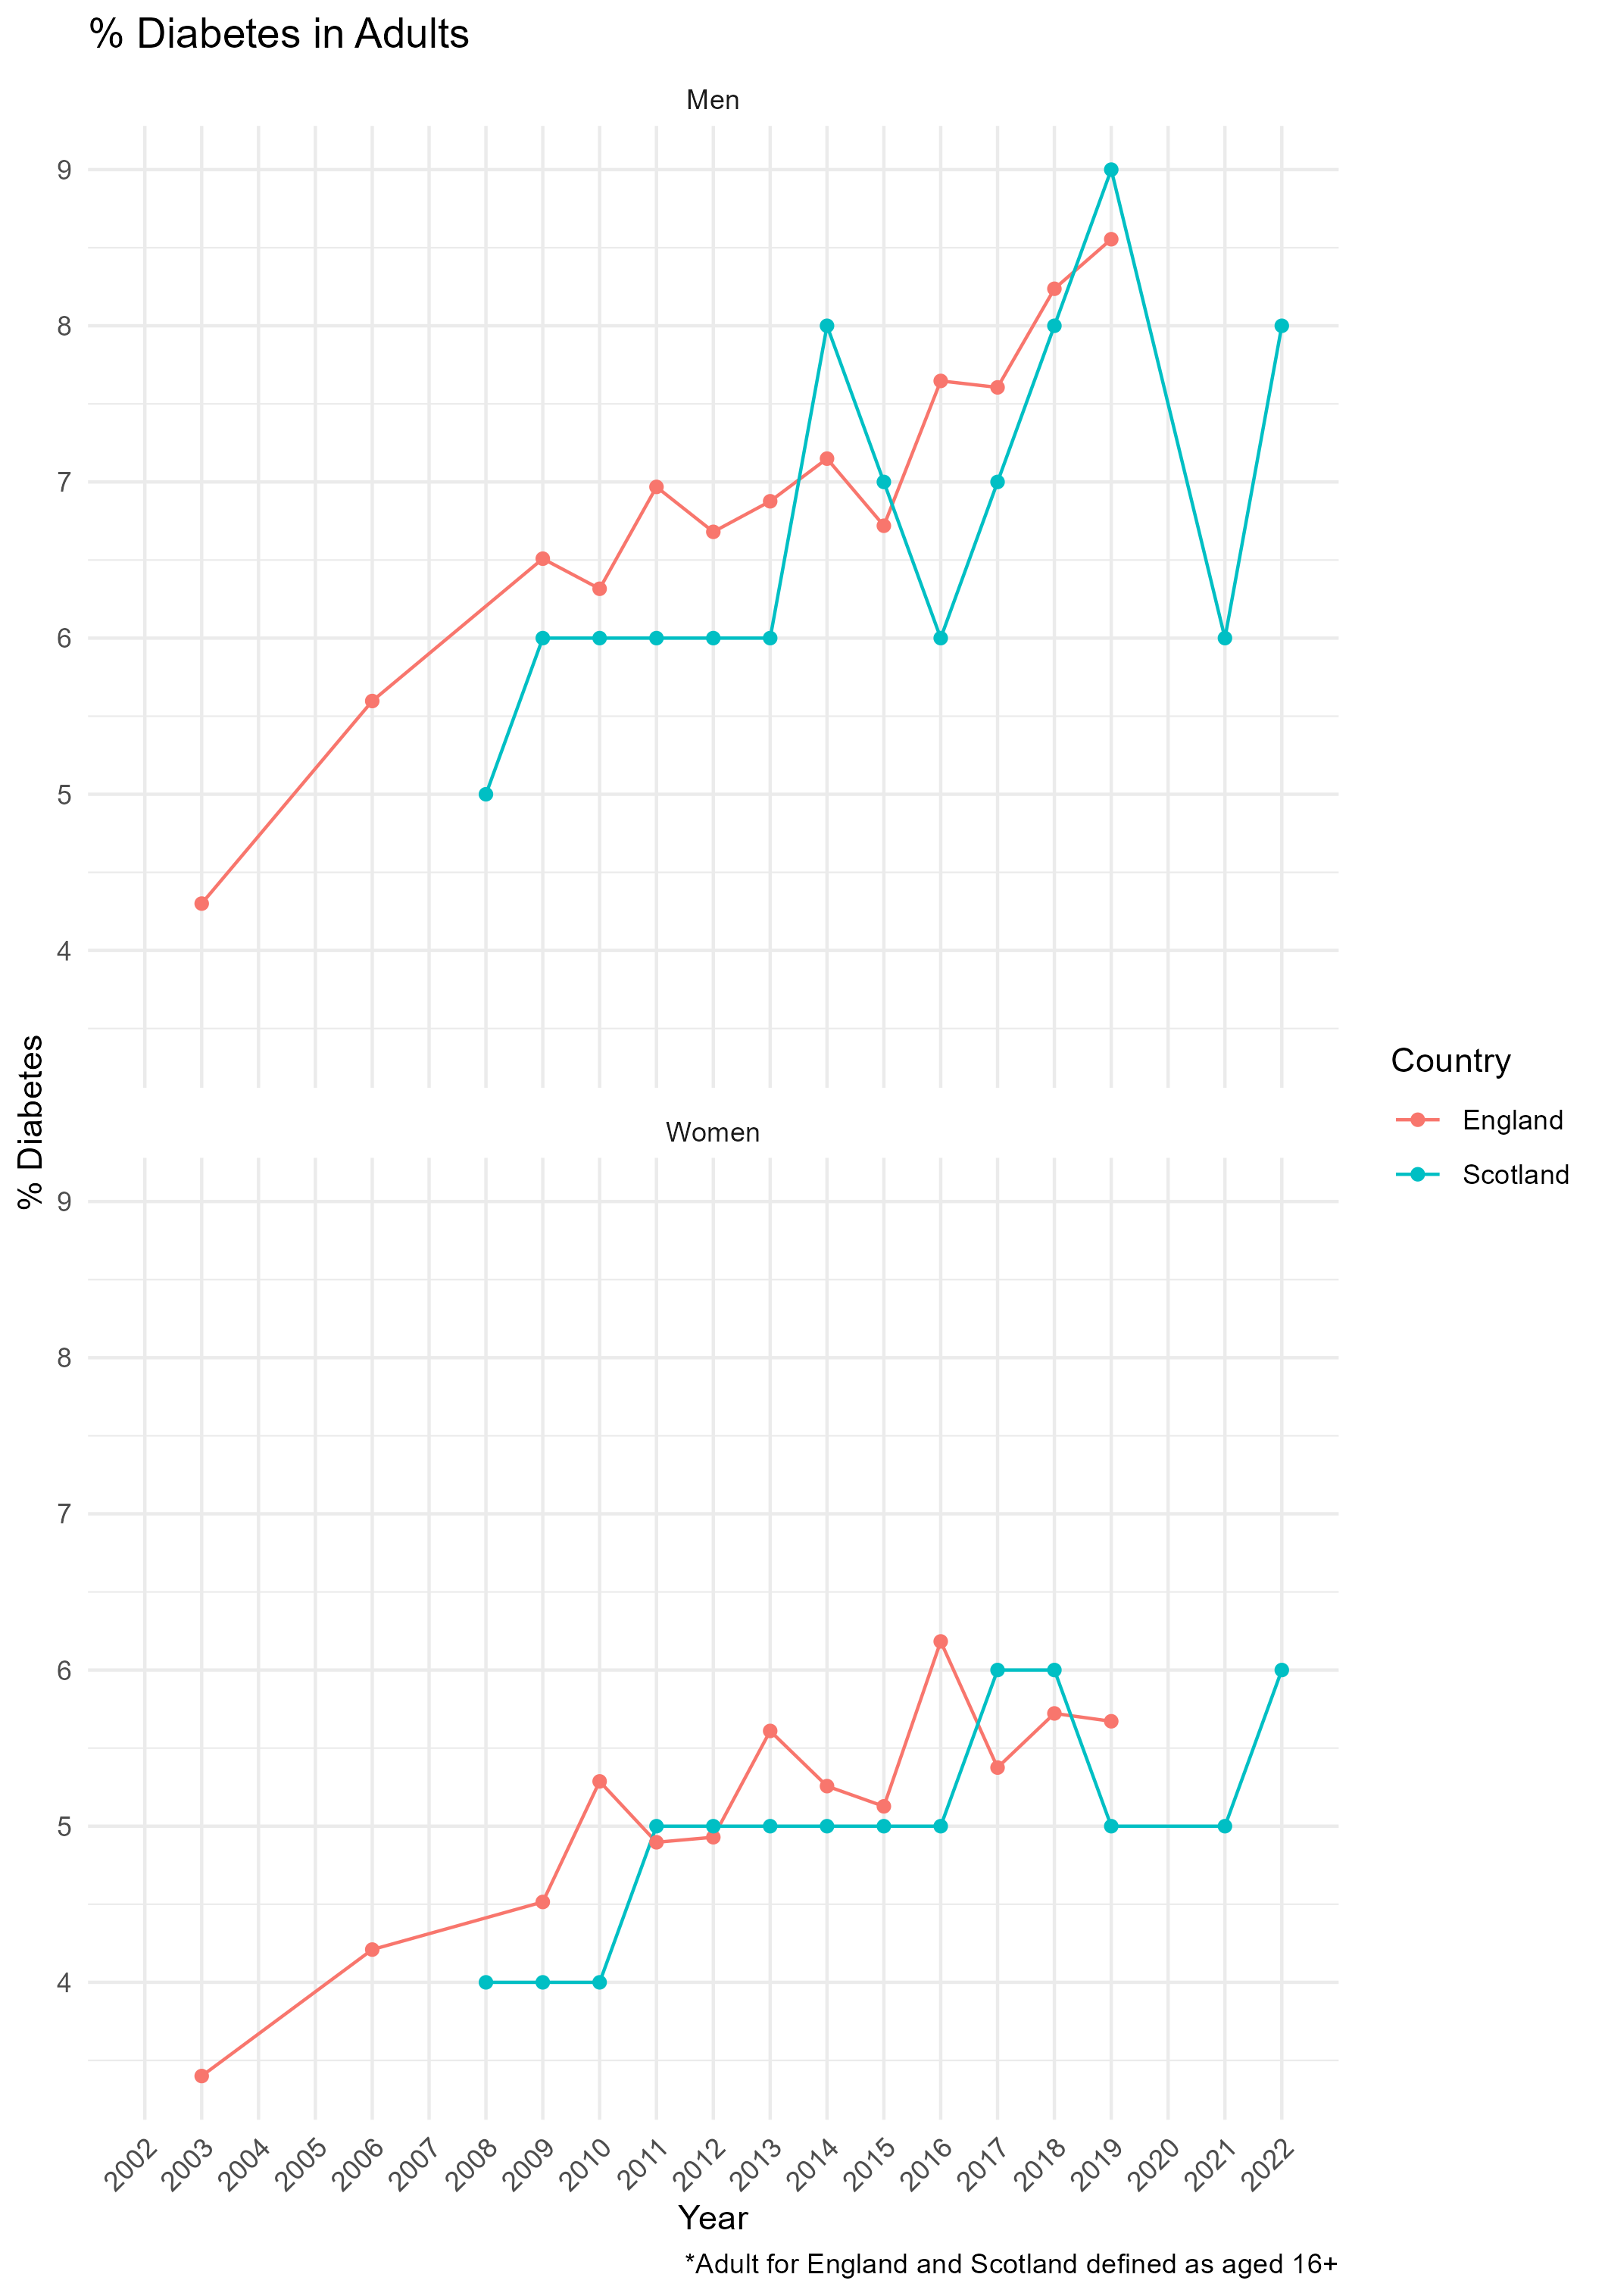 % Diabetes in Adults
Men
9
8
7
6
5
4
% Diabetes
Women
9
8
7
6
5
4
2002 2003 2004 2005 2006 2007 2008 2009 2010 2011 2012 2013 2014 2015 2016 2017 2018 2019 2020 2021 2022
Year
*Adult for England and Scotland defined as aged 16+
Country
England
Scotland